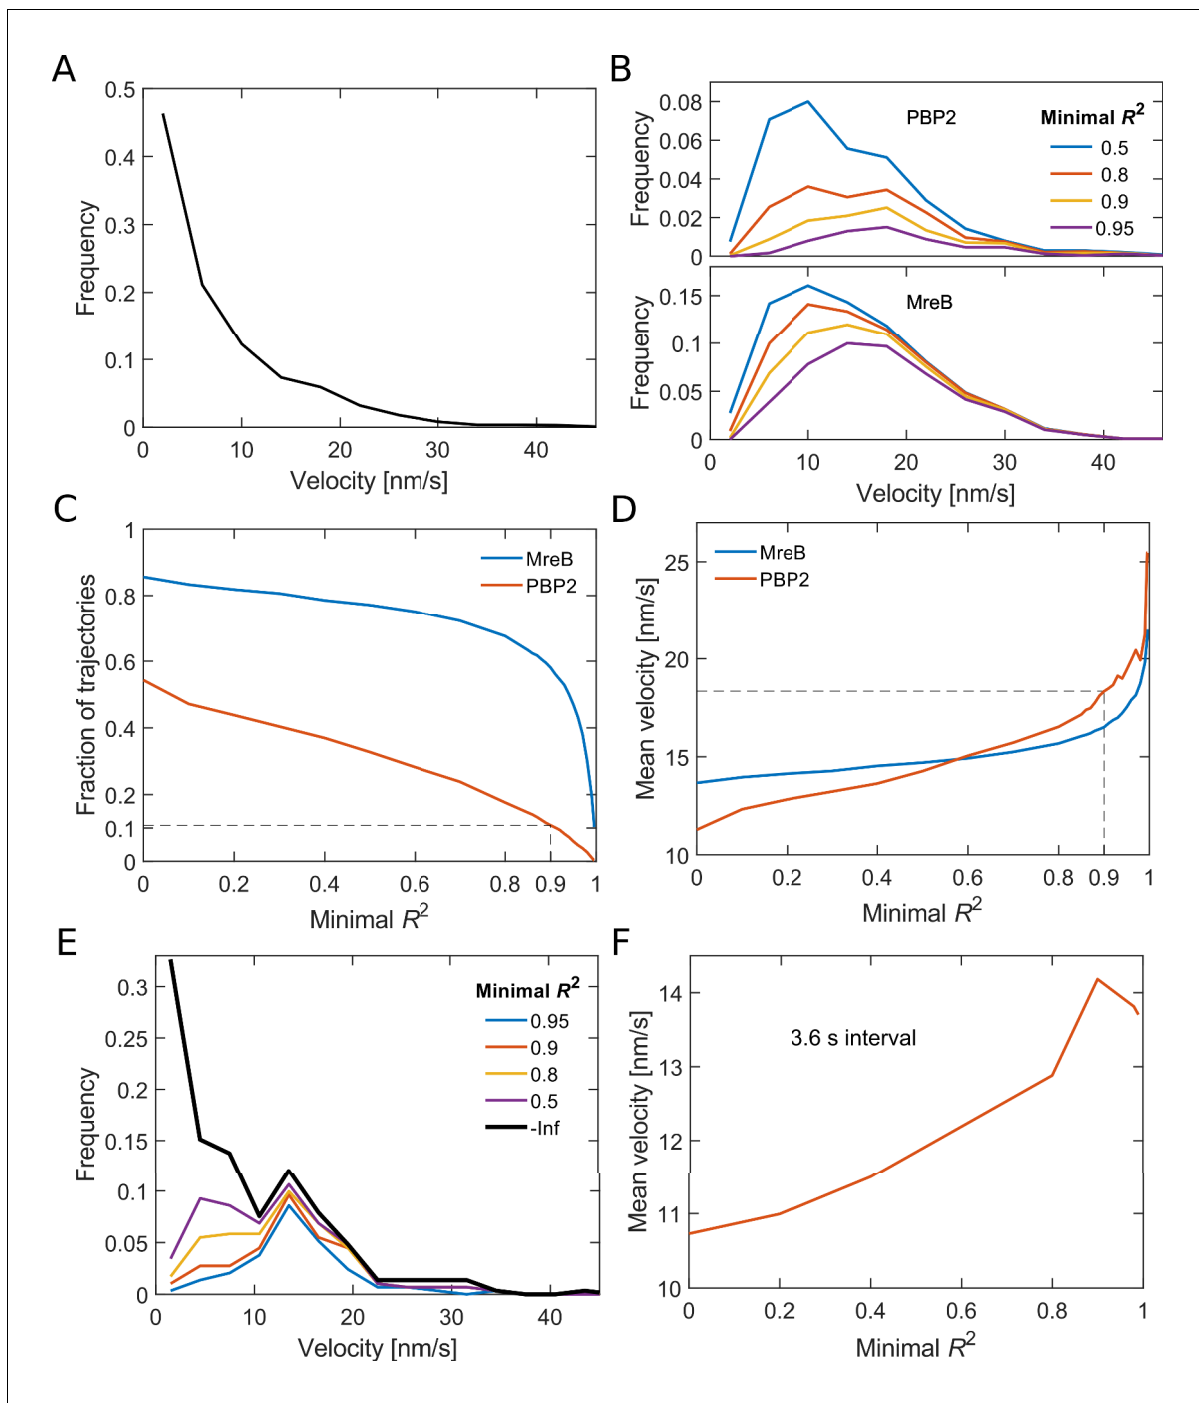 A
0.5
0.4
0.3
0.2
0.1
0
Frequency
0 10 20 30 40
Velocity [nm/s]
B
0.08
0.06
0.04
0.02
0
Frequency
PBP2
Minimal R²
0.5
0.8
0.9
0.95
0.15
0.1
0.05
0
Frequency
MreB
0 10 20 30 40
Velocity [nm/s]
C
1
0.8
0.6
0.4
0.2
0.1
0
Fraction of trajectories
MreB
PBP2
0 0.2 0.4 0.6 0.8 0.9 1
Minimal R²
D
25
20
15
10
Mean velocity [nm/s]
MreB
PBP2
0 0.2 0.4 0.6 0.8 0.9 1
Minimal R²
E
0.3
0.25
0.2
0.15
0.1
0.05
0
Frequency
Minimal R²
0.95
0.9
0.8
0.5
-Inf
0 10 20 30 40
Velocity [nm/s]
F
14
13
12
11
10
Mean velocity [nm/s]
3.6 s interval
0 0.2 0.4 0.6 0.8 1
Minimal R²